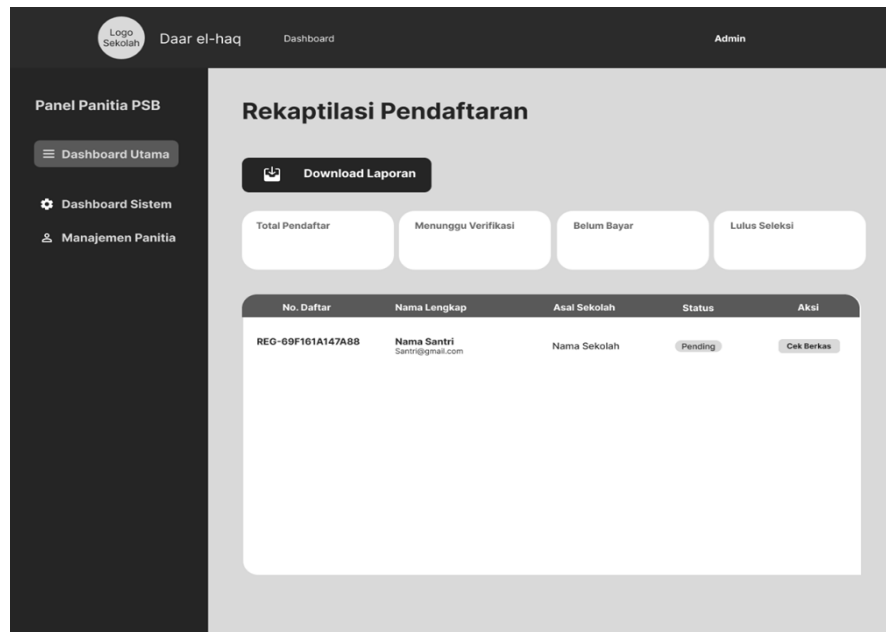 Logo
Sekolah
Daar el-haq
Dashboard
Admin
Panel Panitia PSB
Dashboard Utama
Dashboard Sistem
Manajemen Panitia
Rekaptilasi Pendaftaran
Download Laporan
Total Pendaftar
Menunggu Verifikasi
Belum Bayar
Lulus Seleksi
No. Daftar
Nama Lengkap
Asal Sekolah
Status
Aksi
REG-69F161A147A88
Nama Santri
Santri@gmail.com
Nama Sekolah
Pending
Cek Berkas